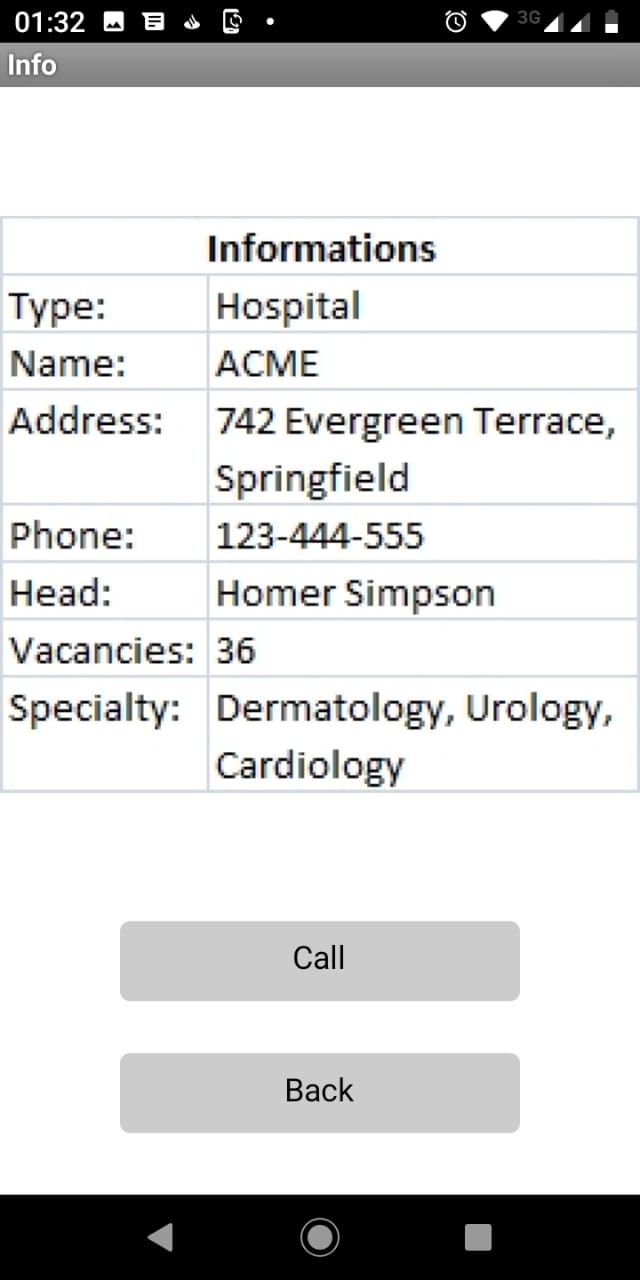 01:32 3G
Info
Informations
Type: Hospital
Name: ACME
Address: 742 Evergreen Terrace,
Springfield
Phone: 123-444-555
Head: Homer Simpson
Vacancies: 36
Specialty: Dermatology, Urology,
Cardiology
Call
Back